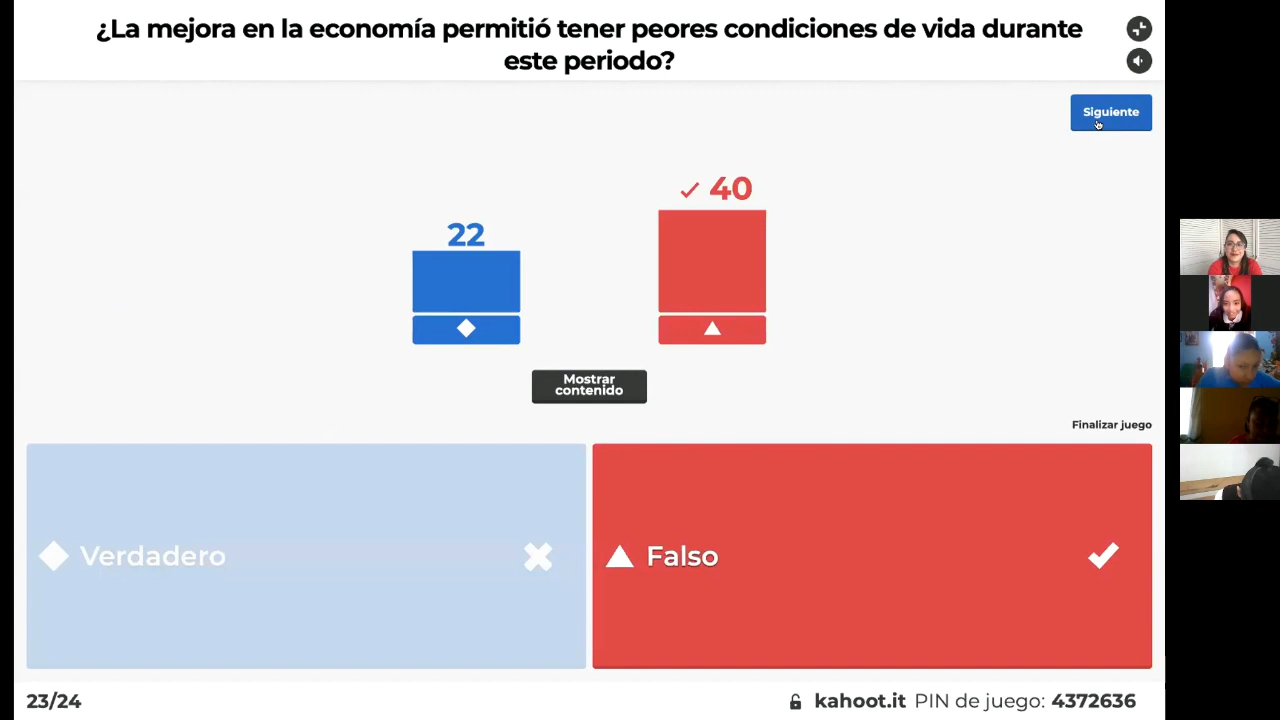 ¿La mejora en la economía permitió tener peores condiciones de vida durante
este periodo?
Siguiente
22
40
Mostrar
contenido
Finalizar juego
Verdadero
Falso
23/24
kahoot.it PIN de juego: 4372636